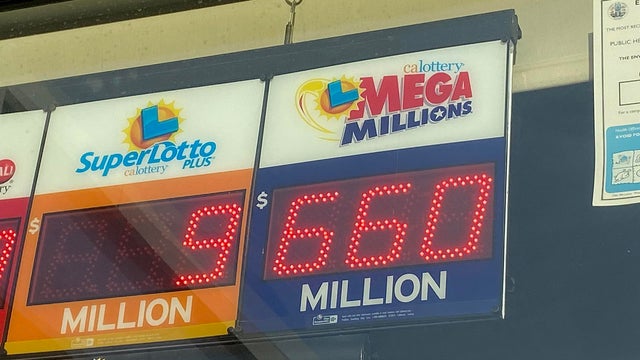 SuperLotto
PLUS
calottery
$
9
MILLION
calottery
MEGA
MILLIONS
$
660
MILLION